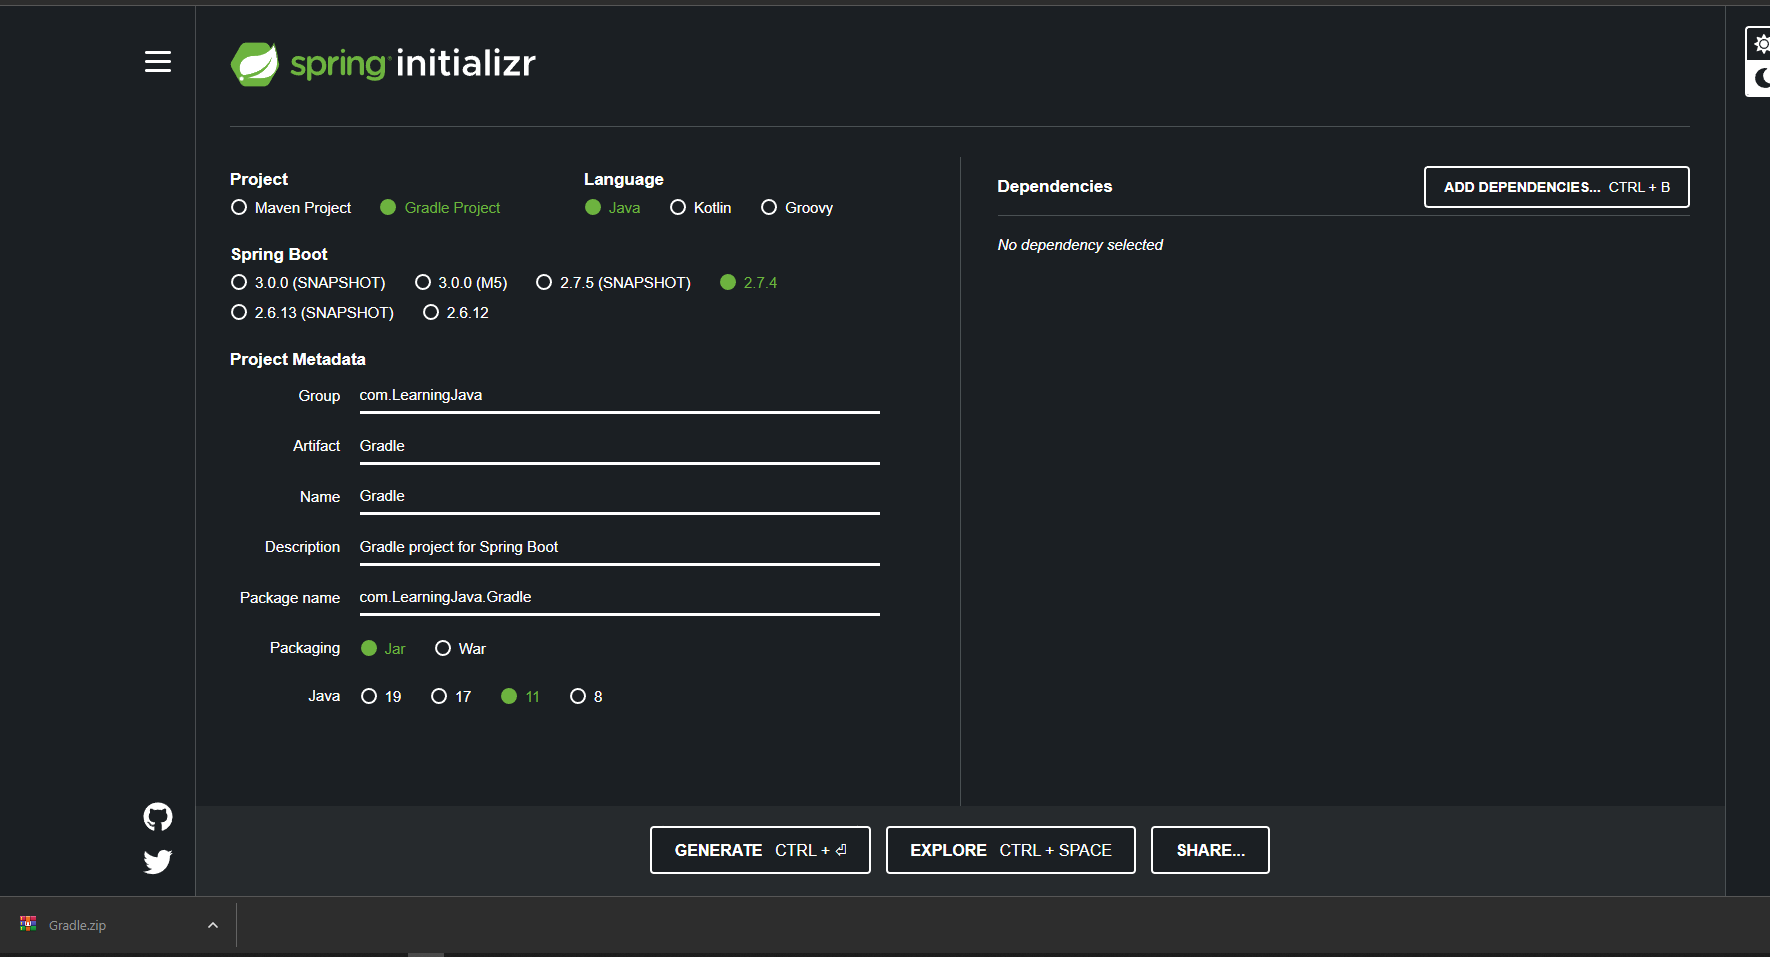 spring initializr
Project
Maven Project Gradle Project
Language
Java Kotlin Groovy
Spring Boot
3.0.0 (SNAPSHOT) 3.0.0 (M5) 2.7.5 (SNAPSHOT) 2.7.4
2.6.13 (SNAPSHOT) 2.6.12
Project Metadata
Group com.LearningJava
Artifact Gradle
Name Gradle
Description Gradle project for Spring Boot
Package name com.LearningJava.Gradle
Packaging Jar War
Java 19 17 11 8
Dependencies ADD DEPENDENCIES... CTRL + B
No dependency selected
GENERATE CTRL + ⏎ EXPLORE CTRL + SPACE SHARE...
Gradle.zip